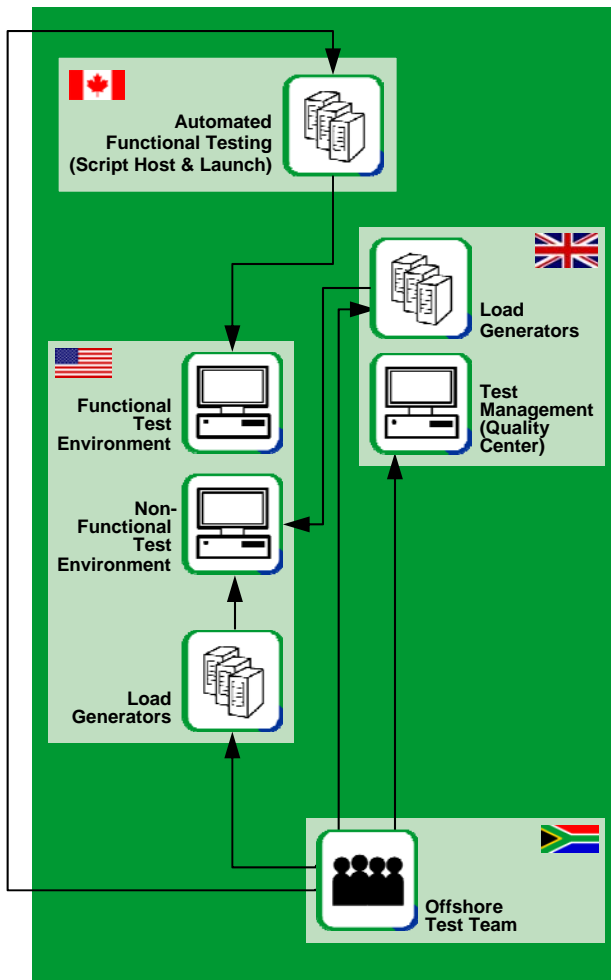 Automated
Functional Testing
(Script Host & Launch)
Load
Generators
Test
Management
(Quality
Center)
Functional
Test
Environment
Non-
Functional
Test
Environment
Load
Generators
Offshore
Test Team